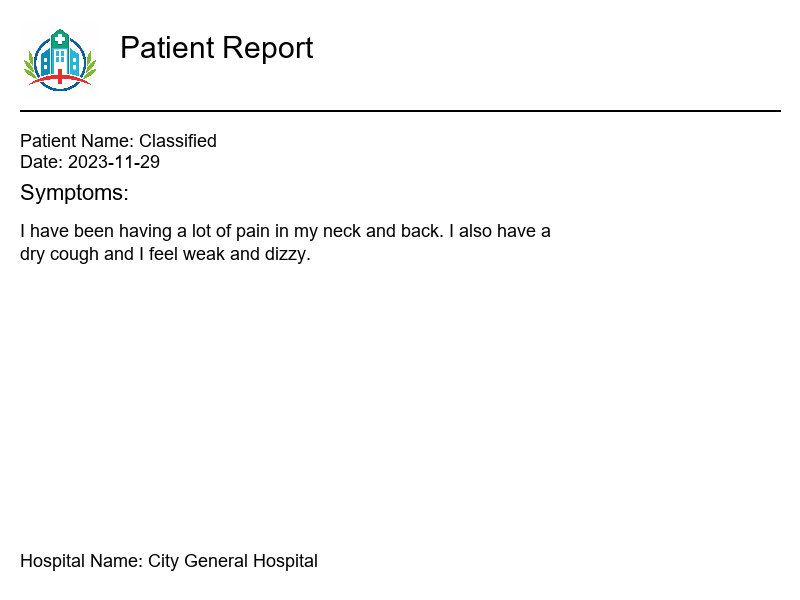 Patient Report
Patient Name: Classified
Date: 2023-11-29
Symptoms:
I have been having a lot of pain in my neck and back. I also have a
dry cough and I feel weak and dizzy.
Hospital Name: City General Hospital